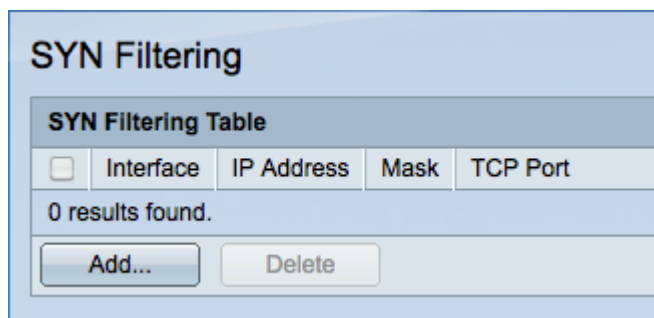 SYN Filtering
SYN Filtering Table
Interface IP Address Mask TCP Port
0 results found.
Add... Delete